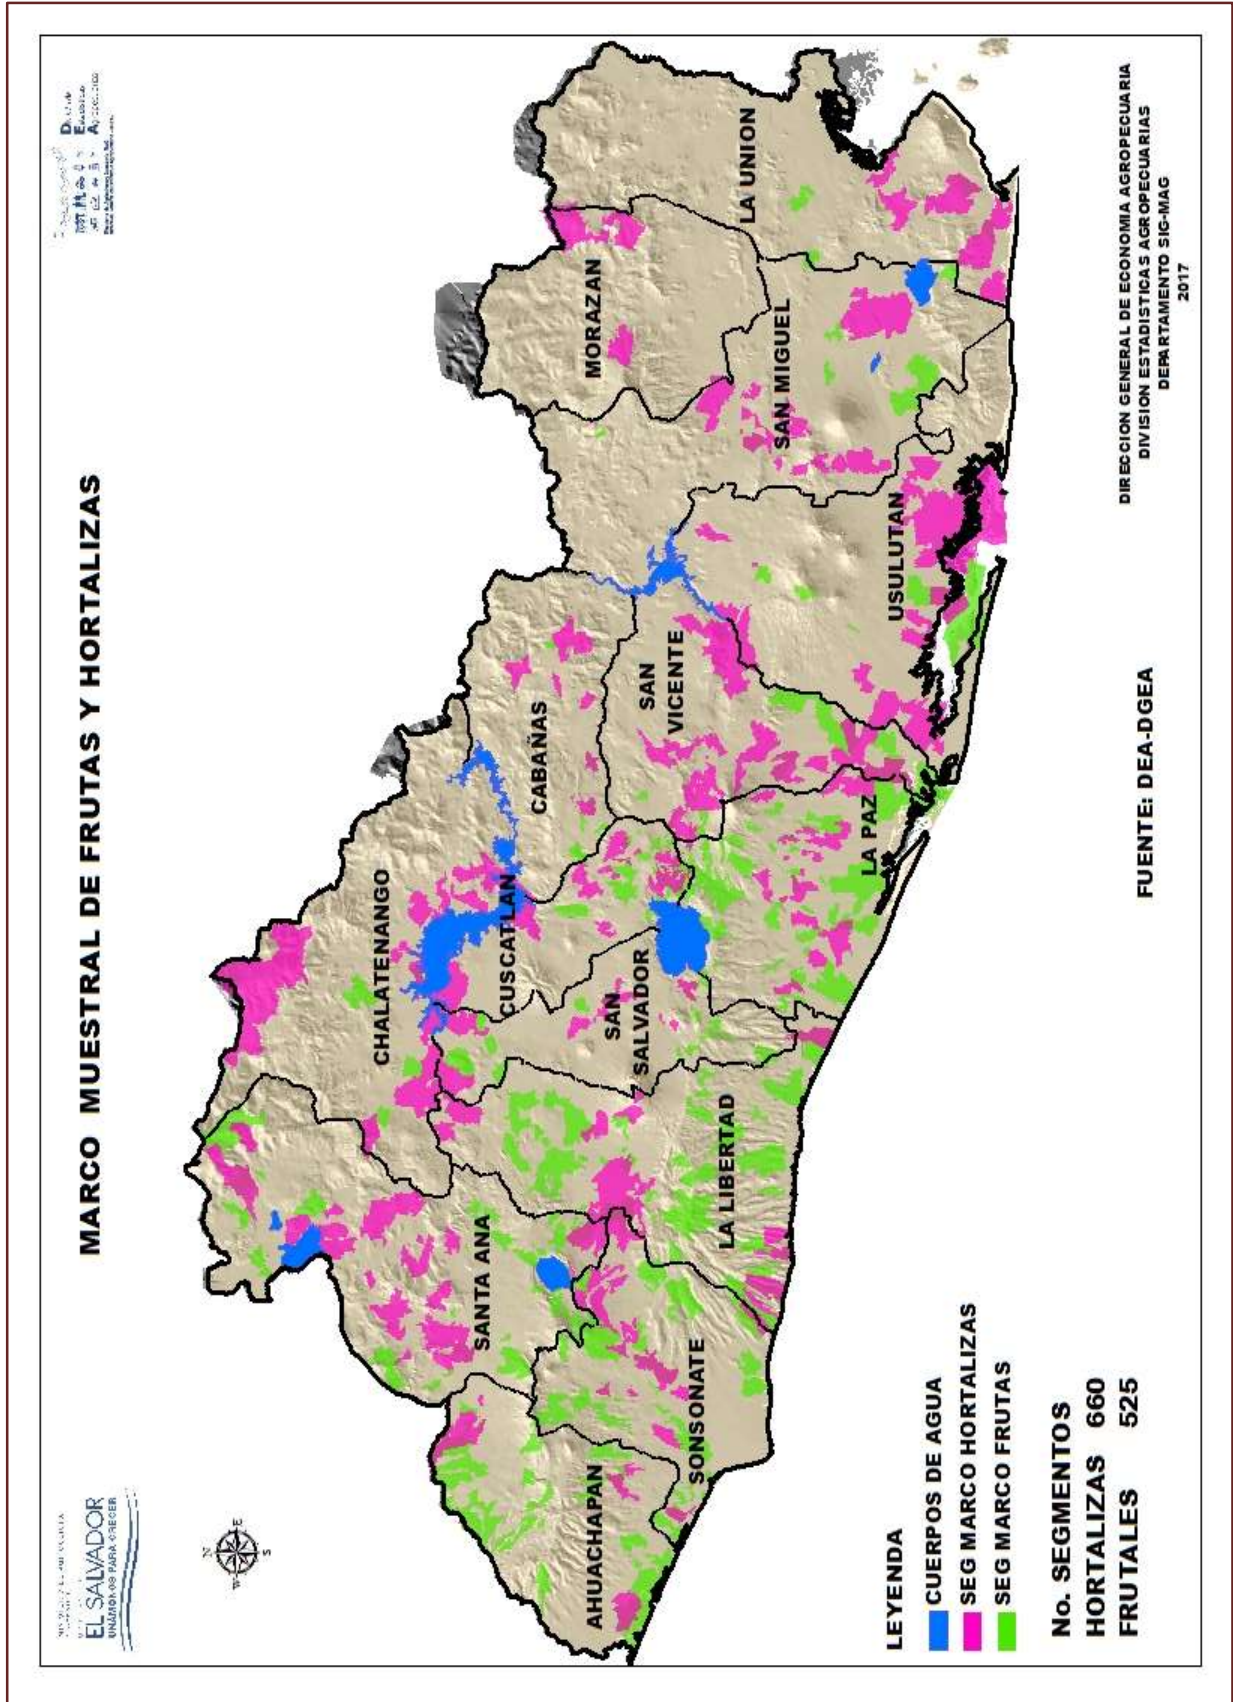 EL SALVADOR
UNÁMONOS PARA CRECER
MARCO MUESTRAL DE FRUTAS Y HORTALIZAS
N
W E
S
CHALATENANGO
SANTA ANA
CABAÑAS
CUSCATLAN
MORAZAN
LA UNION
AHUACHAPAN
SAN
SALVADOR
SAN
VICENTE
SAN MIGUEL
SONSONATE
LA LIBERTAD
LA PAZ
USULUTAN
LEYENDA
CUERPOS DE AGUA
SEG MARCO HORTALIZAS
SEG MARCO FRUTAS
No. SEGMENTOS
HORTALIZAS 660
FRUTALES 525
FUENTE: DEA-DGEA
DIRECCION GENERAL DE ECONOMIA AGROPECUARIA
DIVISION ESTADISTICAS AGROPECUARIAS
DEPARTAMENTO SIG-MAG
2017